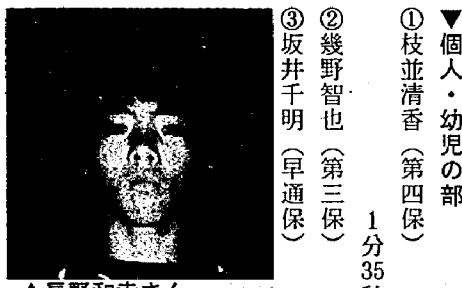 ▼個人・幼児の部
①枝並清香（第四保）
1分35秒
②幾野智也（第三保）
③坂井千明（早通保）